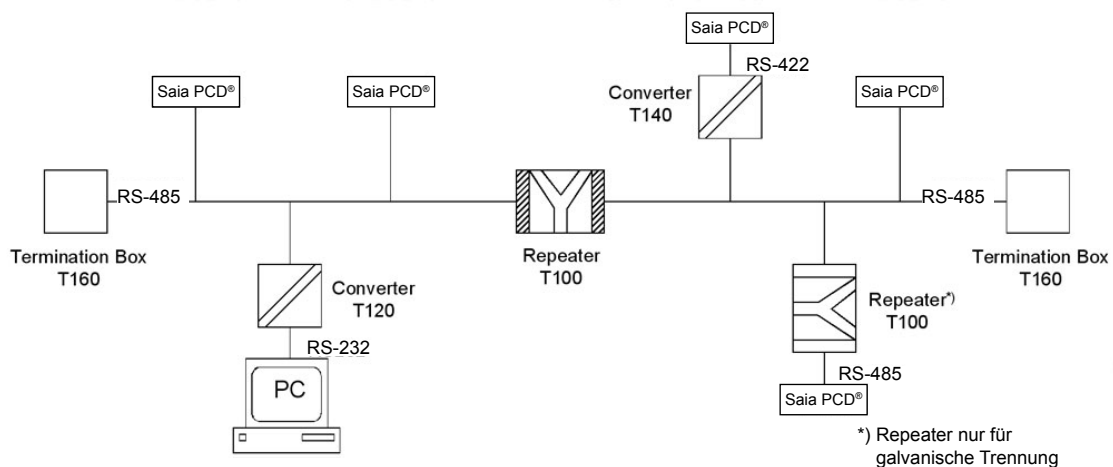 Saia PCD®
RS-422
Converter
T140
Saia PCD®
Saia PCD®
Saia PCD®
RS-485
RS-485
Termination Box
T160
Repeater
T100
Termination Box
T160
Converter
T120
Repeater*)
T100
RS-232
PC
RS-485
Saia PCD®
*) Repeater nur für
galvanische Trennung